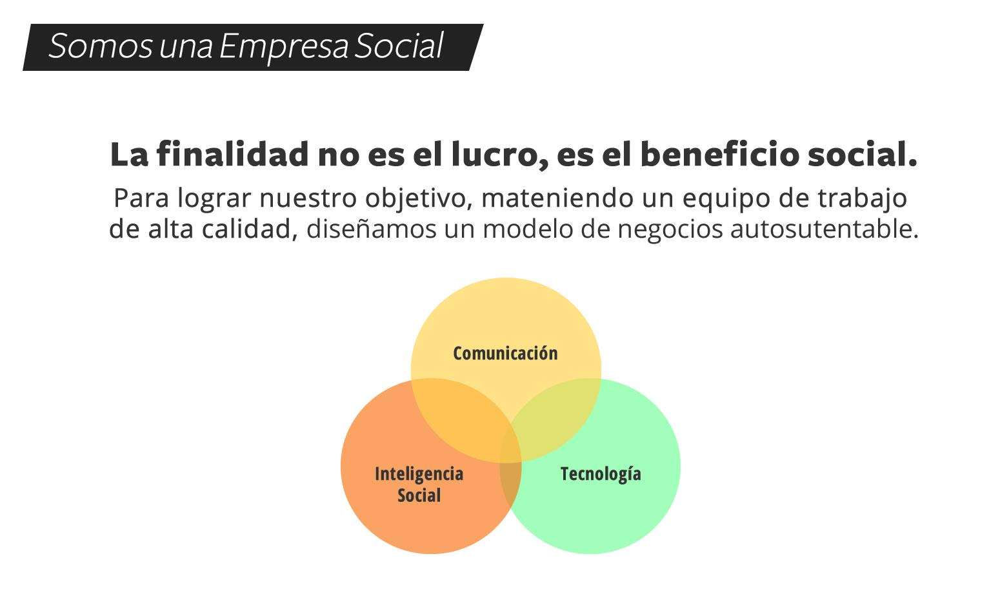 Somos una Empresa Social
La finalidad no es el lucro, es el beneficio social.
Para lograr nuestro objetivo, mateniendo un equipo de trabajo
de alta calidad, diseñamos un modelo de negocios autosutentable.
Comunicación
Inteligencia
Social
Tecnología